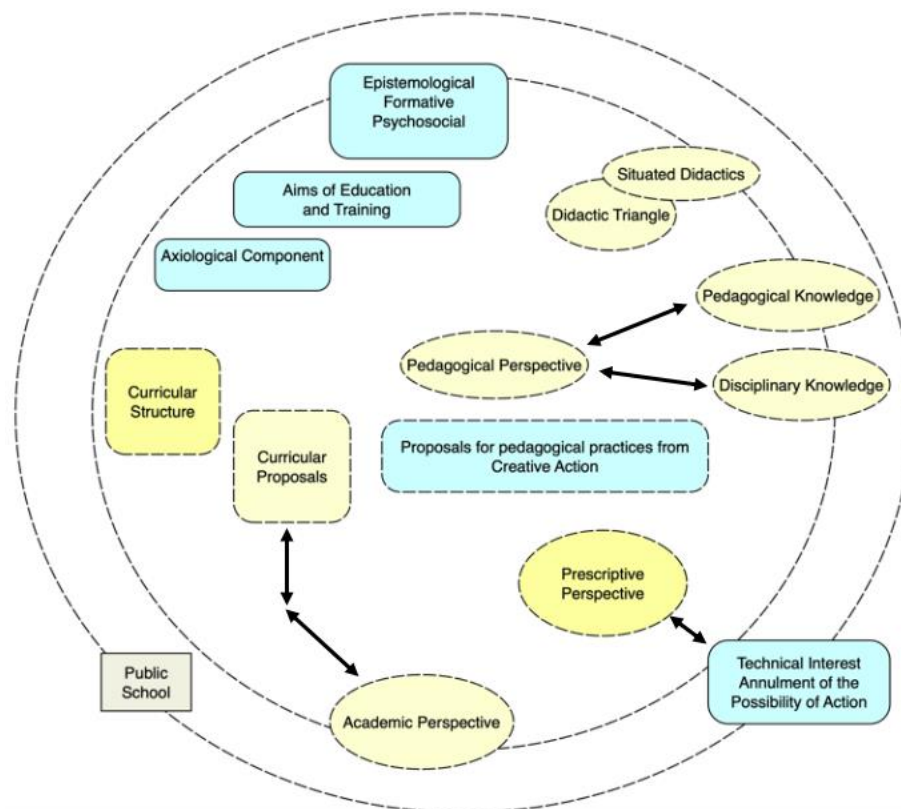 Epistemological
Formative
Psychosocial
Situated Didactics
Aims of Education
and Training
Didactic Triangle
Axiological Component
Pedagogical Knowledge
Pedagogical Perspective
Disciplinary Knowledge
Curricular
Structure
Curricular
Proposals
Proposals for pedagogical practices from
Creative Action
Prescriptive
Perspective
Public
School
Technical Interest
Annulment of the
Possibility of Action
Academic Perspective